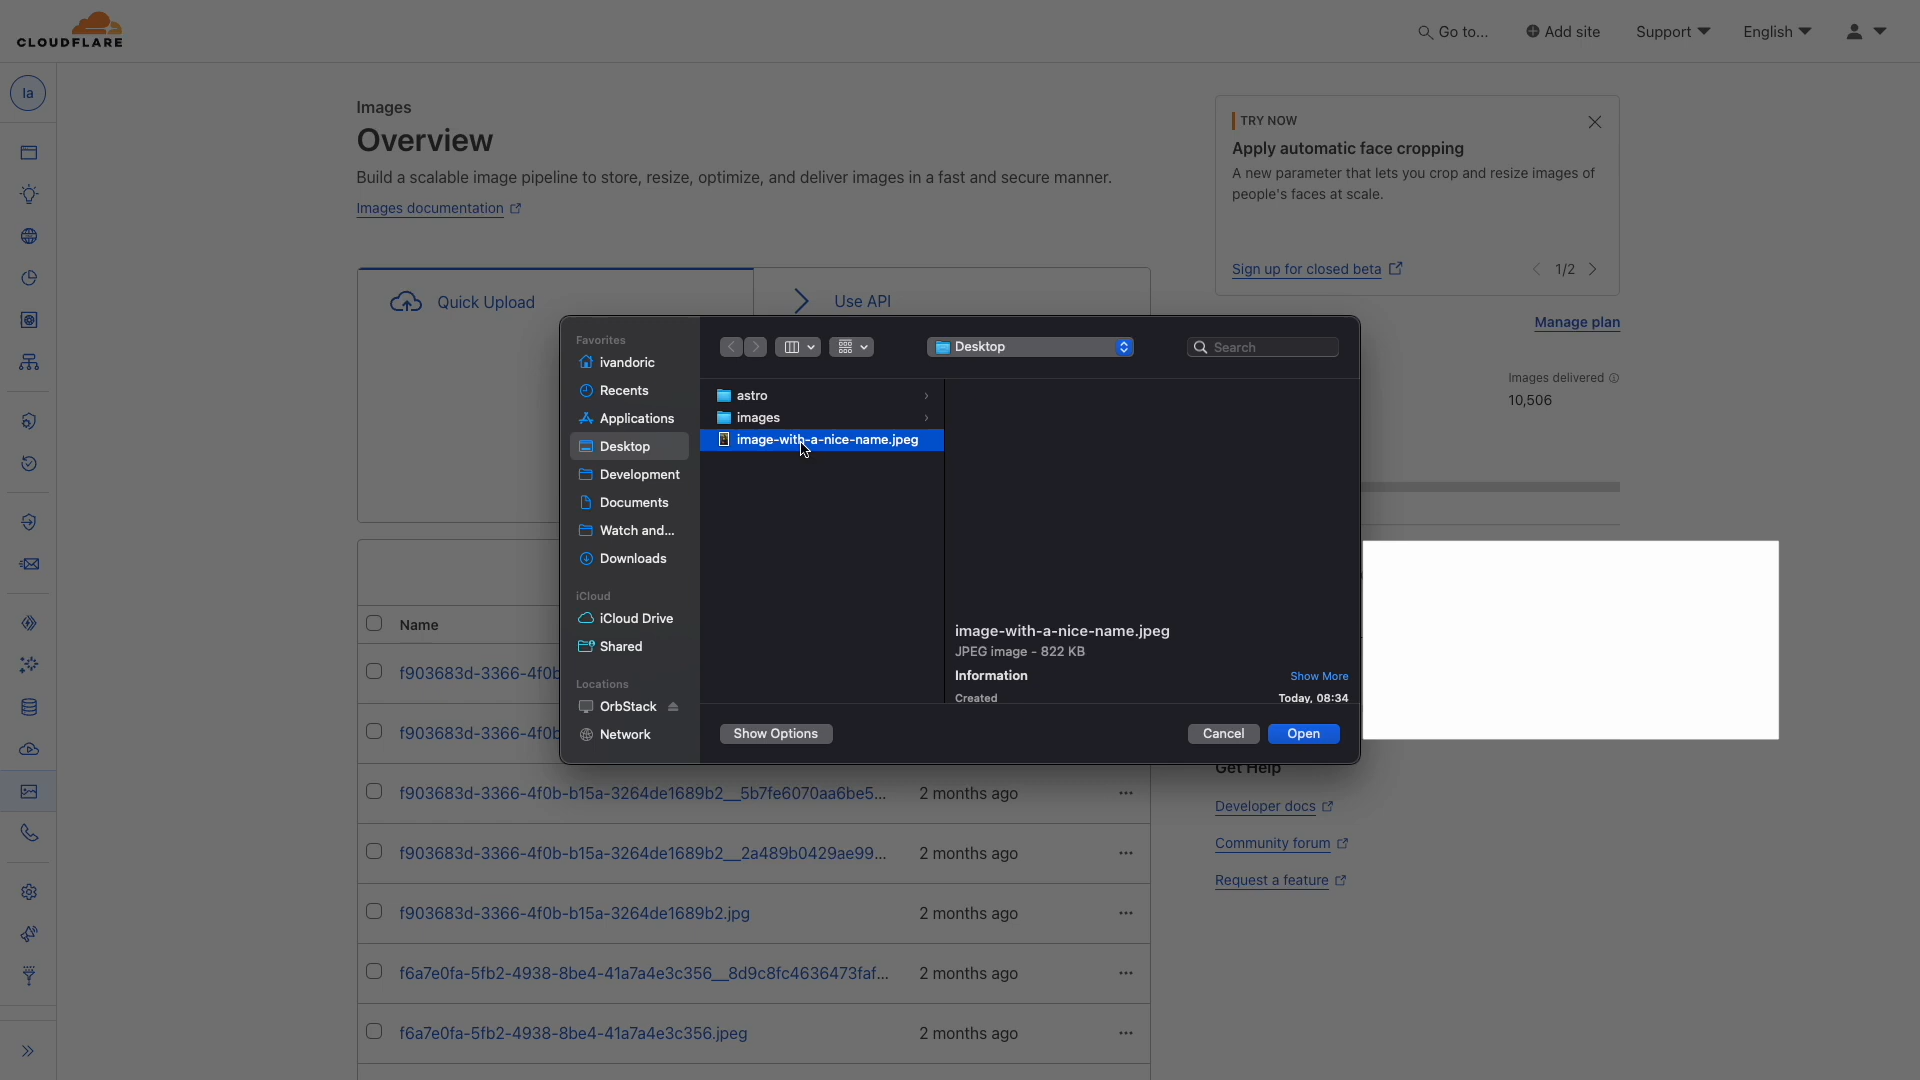 CLOUDFLARE
Go to...
Add site
Support
English
Ia
Images
Overview
Build a scalable image pipeline to store, resize, optimize, and deliver images in a fast and secure manner.
Images documentation
TRY NOW
Apply automatic face cropping
A new parameter that lets you crop and resize images of
people's faces at scale.
Sign up for closed beta
1/2
Quick Upload
Use API
Manage plan
Images delivered
10,506
Favorites
ivandoric
Recents
Applications
Desktop
Development
Documents
Watch and...
Downloads
iCloud
iCloud Drive
Shared
Locations
OrbStack
Network
Desktop
Search
astro
images
image-with-a-nice-name.jpeg
image-with-a-nice-name.jpeg
JPEG image - 822 KB
Information
Show More
Created
Today, 08:34
Show Options
Cancel
Open
Name
f903683d-3366-4f0b
f903683d-3366-4f0b
f903683d-3366-4f0b-b15a-3264de1689b2__5b7fe6070aa6be5... 2 months ago
f903683d-3366-4f0b-b15a-3264de1689b2__2a489b0429ae99... 2 months ago
f903683d-3366-4f0b-b15a-3264de1689b2.jpg 2 months ago
f6a7e0fa-5fb2-4938-8be4-41a7a4e3c356__8d9c8fc4636473faf... 2 months ago
f6a7e0fa-5fb2-4938-8be4-41a7a4e3c356.jpeg 2 months ago
Get Help
Developer docs
Community forum
Request a feature